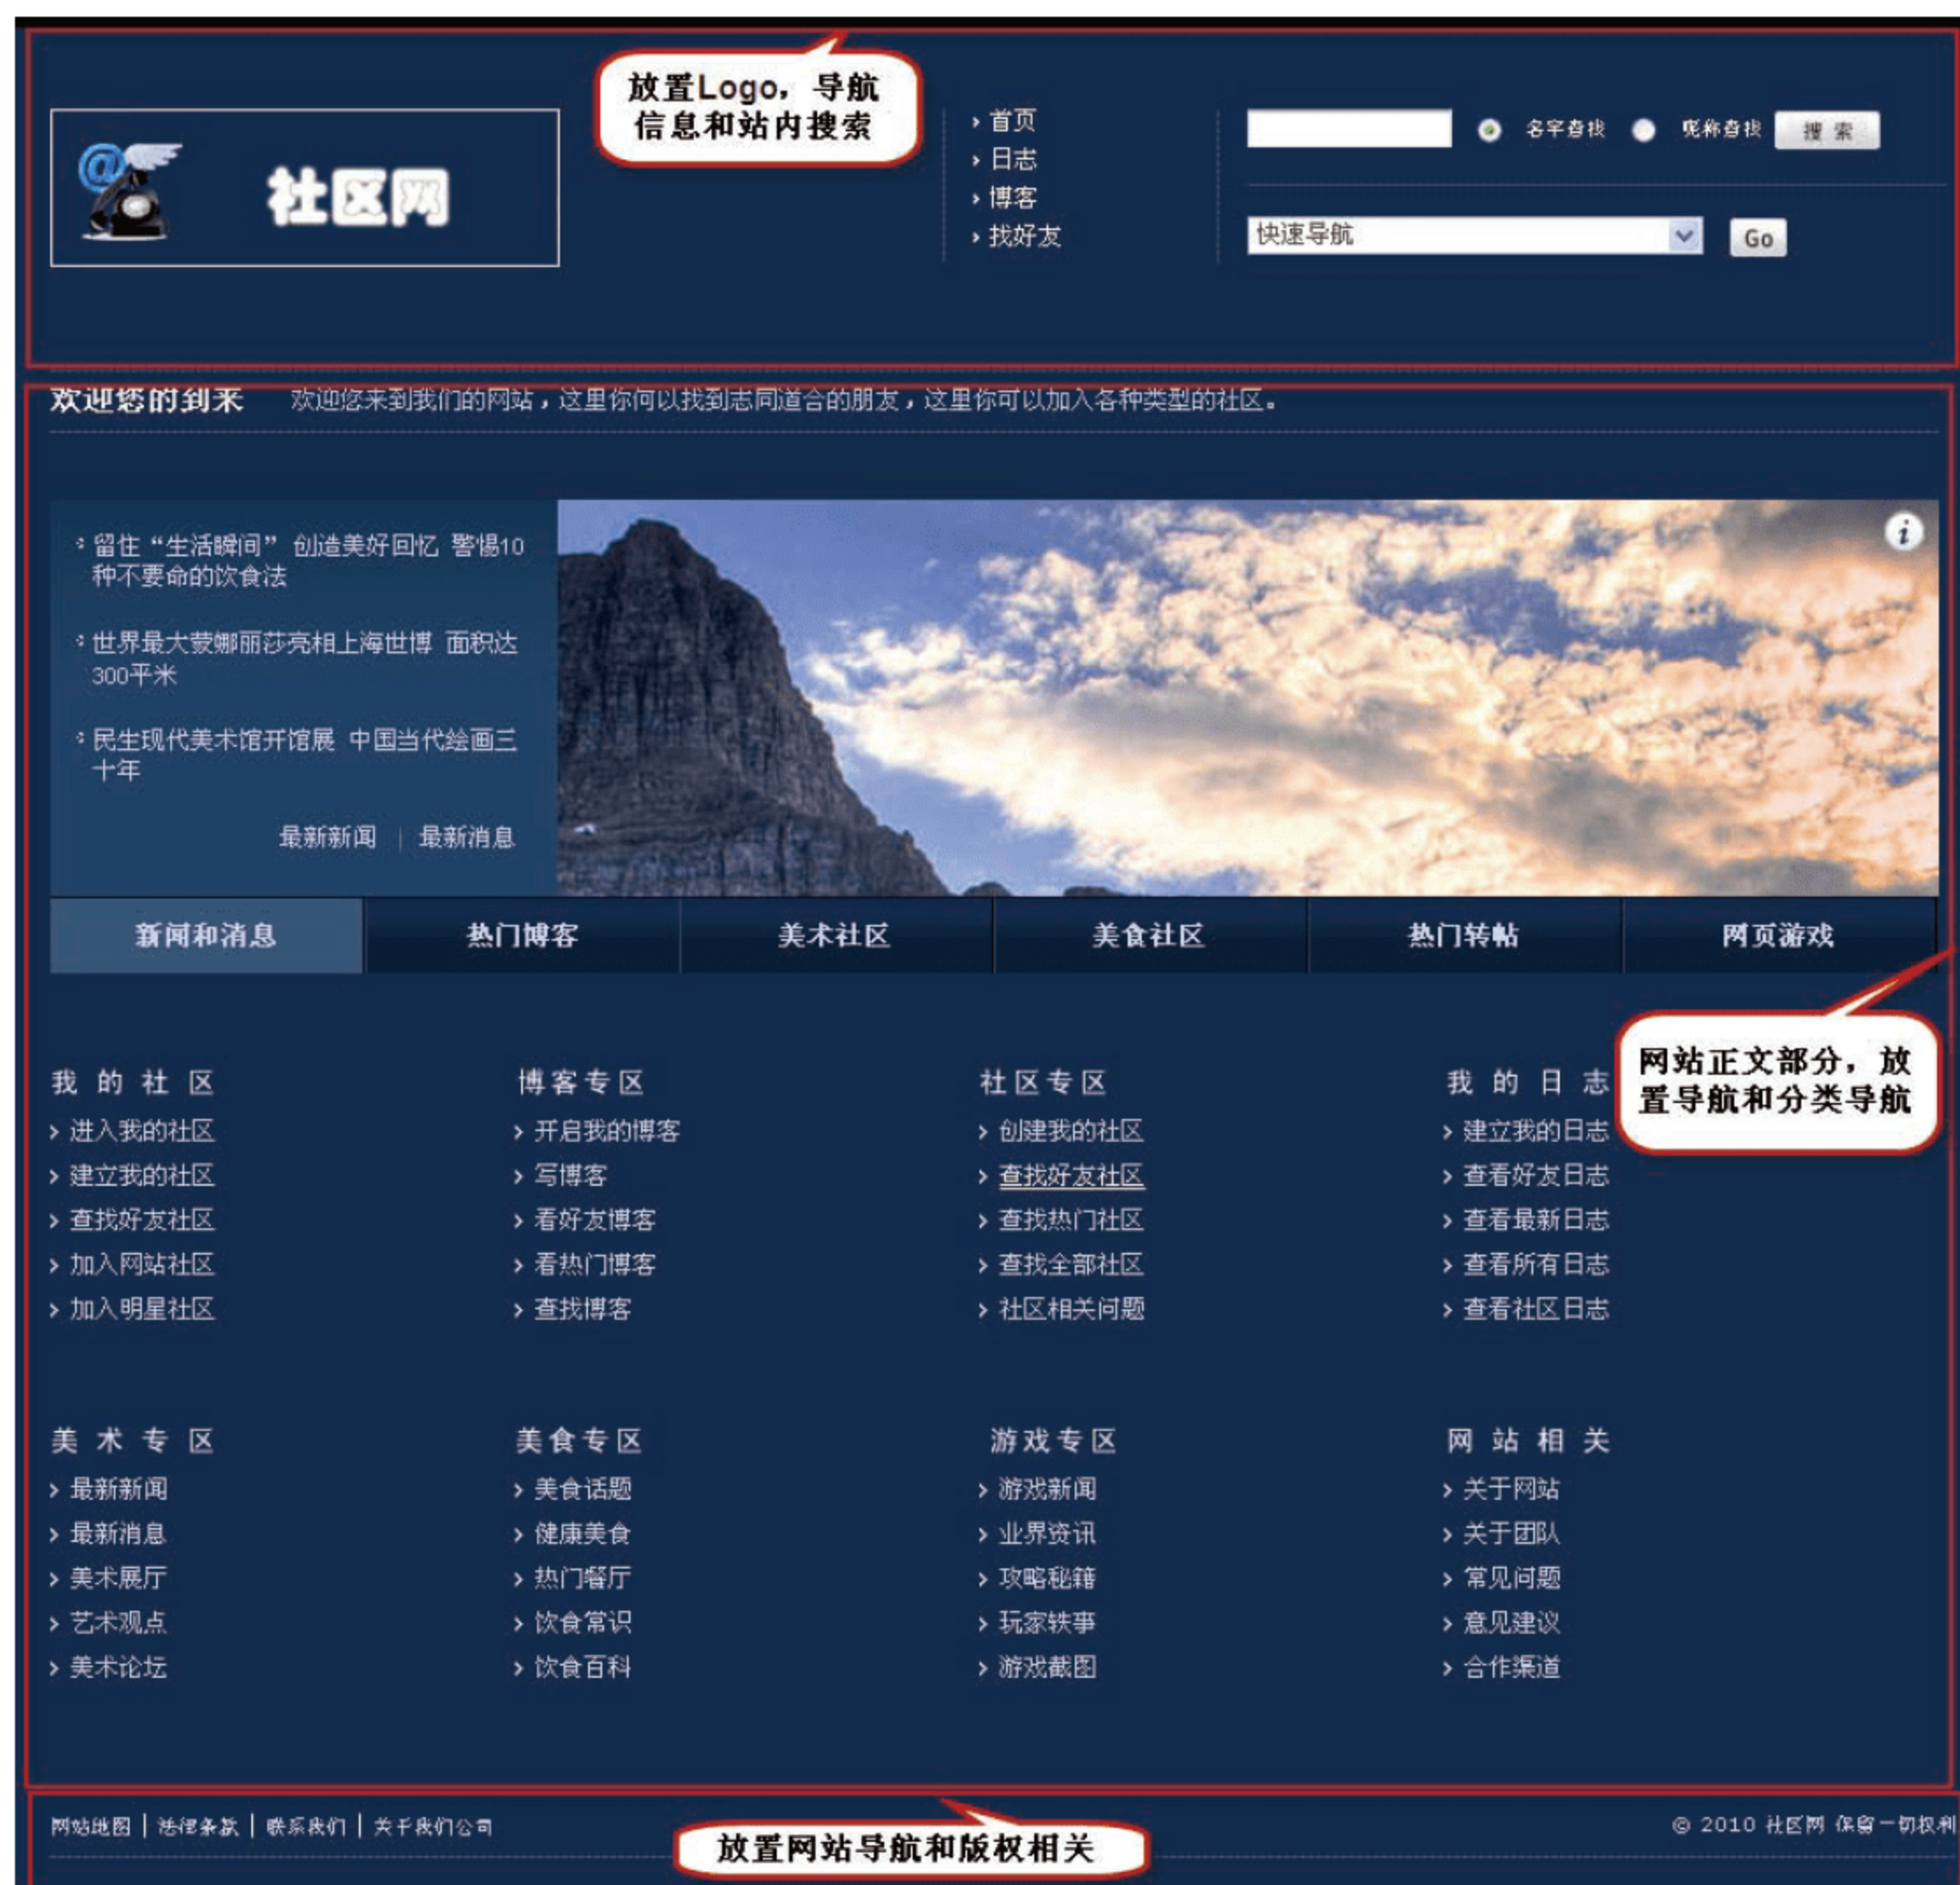 放置Logo，导航
信息和站内搜索
@
社区网
首页
日志
博客
找好友
名字查找 昵称查找 搜 索
快速导航 Go
欢迎您的到来 欢迎您来到我们的网站，这里你何以找到志同道合的朋友，这里你可以加入各种类型的社区。
留住“生活瞬间” 创造美好回忆 警惕10
种不要命的饮食法
世界最大蒙娜丽莎亮相上海世博 面积达
300平米
民生现代美术馆开馆展 中国当代绘画三
十年
最新新闻 | 最新消息
i
新闻和消息 热门博客 美术社区 美食社区 热门转帖 网页游戏
网站正文部分，放
置导航和分类导航
我的社区
进入我的社区
建立我的社区
查找好友社区
加入网站社区
加入明星社区
博客专区
开启我的博客
写博客
看好友博客
看热门博客
查找博客
社区专区
创建我的社区
查找好友社区
查找热门社区
查找全部社区
社区相关问题
我的日志
建立我的日志
查看好友日志
查看最新日志
查看所有日志
查看社区日志
美术专区
最新新闻
最新消息
美术展厅
艺术观点
美术论坛
美食专区
美食话题
健康美食
热门餐厅
饮食常识
饮食百科
游戏专区
游戏新闻
业界资讯
攻略秘籍
玩家轶事
游戏截图
网站相关
关于网站
关于团队
常见问题
意见建议
合作渠道
网站地图 | 法律条款 | 联系我们 | 关于我们公司
© 2010 社区网 保留一切权利
放置网站导航和版权相关